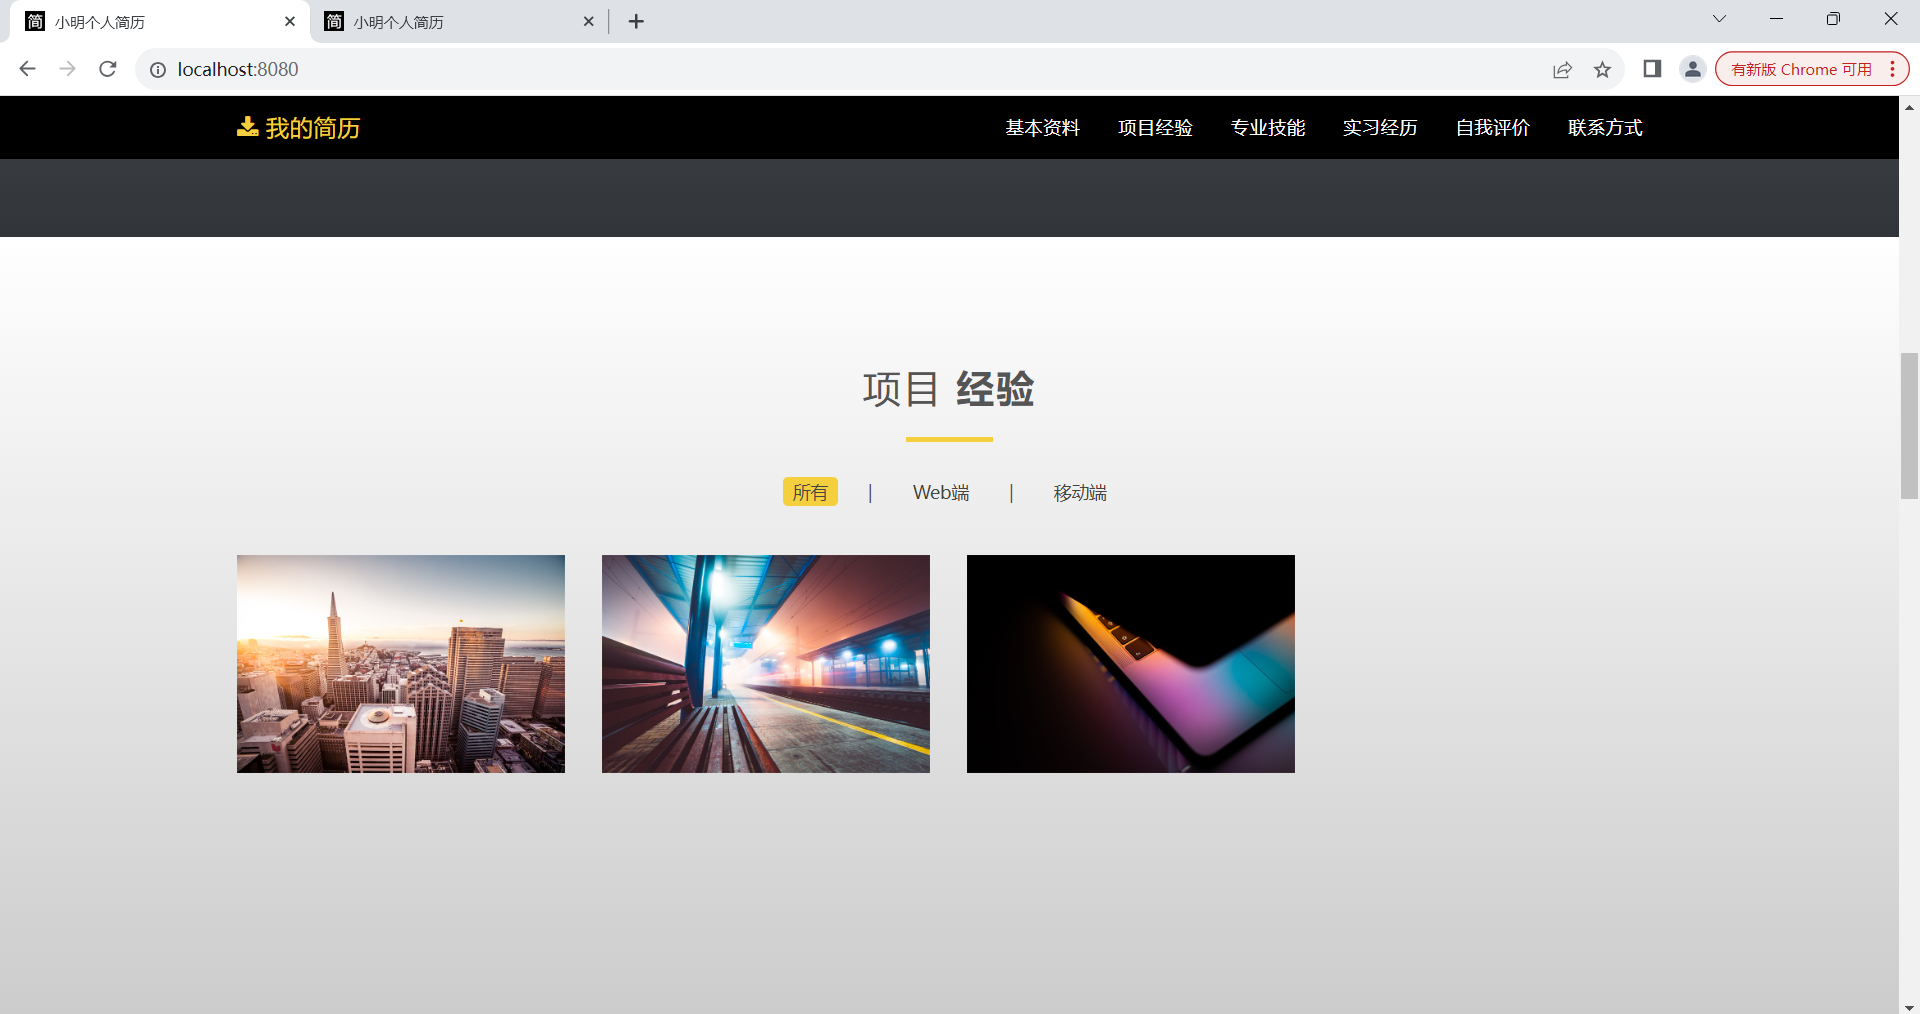 简 小明个人简历
简 小明个人简历
localhost:8080
有新版 Chrome 可用
我的简历
基本资料 项目经验 专业技能 实习经历 自我评价 联系方式
项目 经验
所有 | Web端 | 移动端